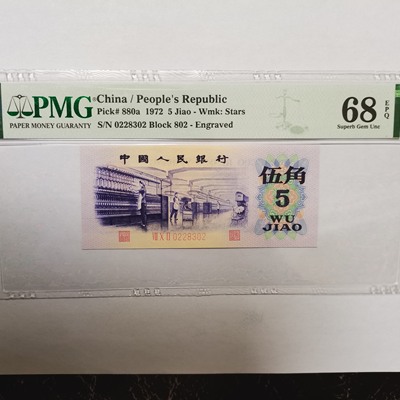 PMG
PAPER MONEY GUARANTY
China / People's Republic
Pick# 880a 1972 5 Jiao - Wmk: Stars
S/N 0228302 Block 802 - Engraved
68
EPQ
Superb Gem Unc
中國人民銀行
伍角
5
WU
JIAO
0228302